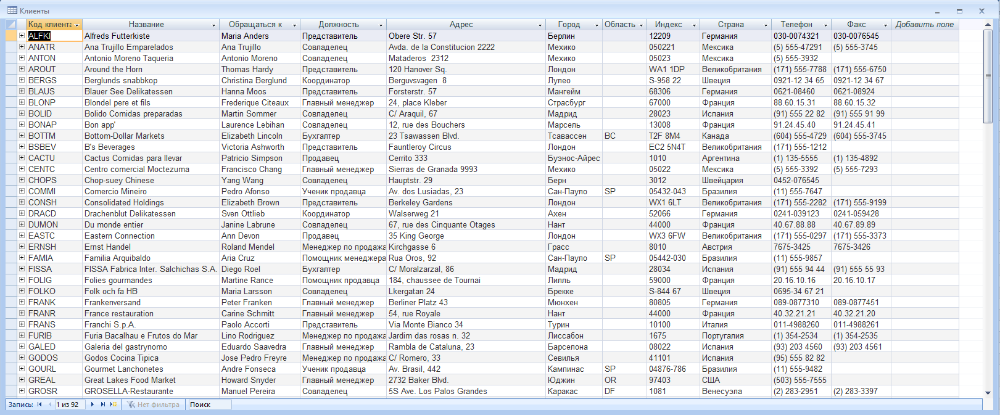 Клиенты
Код клиента Название Обращаться к Должность Адрес Город Область Индекс Страна Телефон Факс Добавить поле
ALFKI Alfreds Futterkiste Maria Anders Представитель Obere Str. 57 Берлин 12209 Германия 030-0074321 030-0076545
ANATR Ana Trujillo Emparelados Ana Trujillo Совладелец Avda. de la Constitucion 2222 Мехико 050221 Мексика (5) 555-47291 (5) 555-3745
ANTON Antonio Moreno Taqueria Antonio Moreno Совладелец Mataderos 2312 Мехико 05023 Мексика (5) 555-3932
AROUT Around the Horn Thomas Hardy Представитель 120 Hanover Sq. Лондон WA1 1DP Великобритания (171) 555-7788 (171) 555-6750
BERGS Berglunds snabbkop Christina Berglund Координатор Berguvsvagen 8 Лулео S-958 22 Швеция 0921-12 34 65 0921-12 34 67
BLAUS Blauer See Delikatessen Hanna Moos Представитель Forsterstr. 57 Мангейм 68306 Германия 0621-08460 0621-08924
BLONP Blondel pere et fils Frederique Citeaux Главный менеджер 24, place Kleber Страсбург 67000 Франция 88.60.15.31 88.60.15.32
BOLID Bolido Comidas preparadas Martin Sommer Совладелец C/ Araquil, 67 Мадрид 28023 Испания (91) 555 22 82 (91) 555 91 99
BONAP Bon app' Laurence Lebihan Совладелец 12, rue des Bouchers Марсель 13008 Франция 91.24.45.40 91.24.45.41
BOTTM Bottom-Dollar Markets Elizabeth Lincoln Бухгалтер 23 Tsawassen Blvd. Тсавассен BC T2F 8M4 Канада (604) 555-4729 (604) 555-3745
BSBEV B's Beverages Victoria Ashworth Представитель Fauntleroy Circus Лондон EC2 5N4T Великобритания (171) 555-1212
CACTU Cactus Comidas para llevar Patricio Simpson Продавец Cerrito 333 Буэнос-Айрес 1010 Аргентина (1) 135-5555 (1) 135-4892
CENTC Centro comercial Moctezuma Francisco Chang Главный менеджер Sierras de Granada 9993 Мехико 05022 Мексика (5) 555-3392 (5) 555-7293
CHOPS Chop-suey Chinese Yang Wang Совладелец Hauptstr. 29 Берн 3012 Швейцария 0452-076545
COMMI Comercio Mineiro Pedro Afonso Ученик продавца Av. dos Lusiadas, 23 Сан-Пауло SP 05432-043 Бразилия (11) 555-7647
CONSH Consolidated Holdings Elizabeth Brown Представитель Berkeley Gardens Лондон WX1 6LT Великобритания (171) 555-2282 (171) 555-9199
DRACD Drachenblut Delikatessen Sven Ottlieb Координатор Walserweg 21 Ахен 52066 Германия 0241-039123 0241-059428
DUMON Du monde entier Janine Labrune Совладелец 67, rue des Cinquante Otages Нант 44000 Франция 40.67.88.88 40.67.89.89
EASTC Eastern Connection Ann Devon Продавец 35 King George Лондон WX3 6FW Великобритания (171) 555-0297 (171) 555-3373
ERNSH Ernst Handel Roland Mendel Менеджер по продажа Kirchgasse 6 Грасс 8010 Австрия 7675-3425 7675-3426
FAMIA Familia Arquibaldo Aria Cruz Помощник менеджера Rua Oros, 92 Сан-Пауло SP 05442-030 Бразилия (11) 555-9857
FISSA FISSA Fabrica Inter. Salchichas S.A. Diego Roel Бухгалтер C/ Moralzarzal, 86 Мадрид 28034 Испания (91) 555 94 44 (91) 555 55 93
FOLIG Folies gourmandes Martine Rance Помощник продавца 184, chaussee de Tournai Лилль 59000 Франция 20.16.10.16 20.16.10.17
FOLKO Folk och fa HB Maria Larsson Совладелец Lkergatan 24 Брекке S-844 67 Швеция 0695-34 67 21
FRANK Frankenversand Peter Franken Главный менеджер Berliner Platz 43 Мюнхен 80805 Германия 089-0877310 089-0877451
FRANR France restauration Carine Schmitt Главный менеджер 54, rue Royale Нант 44000 Франция 40.32.21.21 40.32.21.20
FRANS Franchi S.p.A. Paolo Accorti Представитель Via Monte Bianco 34 Турин 10100 Италия 011-4988260 011-4988261
FURIB Furia Bacalhau e Frutos do Mar Lino Rodriguez Менеджер по продажа Jardim das rosas n. 32 Лиссабон 1675 Португалия (1) 354-2534 (1) 354-2535
GALED Galeria del gastrynomo Eduardo Saavedra Главный менеджер Rambla de Cataluna, 23 Барселона 08022 Испания (93) 203 4560 (93) 203 4561
GODOS Godos Cocina Tipica Jose Pedro Freyre Менеджер по продажа C/ Romero, 33 Севилья 41101 Испания (95) 555 82 82
GOURL Gourmet Lanchonetes Andre Fonseca Ученик продавца Av. Brasil, 442 Кампинас SP 04876-786 Бразилия (11) 555-9482
GREAL Great Lakes Food Market Howard Snyder Главный менеджер 2732 Baker Blvd. Юджин OR 97403 США (503) 555-7555
GROSR GROSELLA-Restaurante Manuel Pereira Совладелец 5S Ave. Los Palos Grandes Каракас DF 1081 Венесуэла (2) 283-2951 (2) 283-3397
Запись: 1 из 92 Нет фильтра Поиск